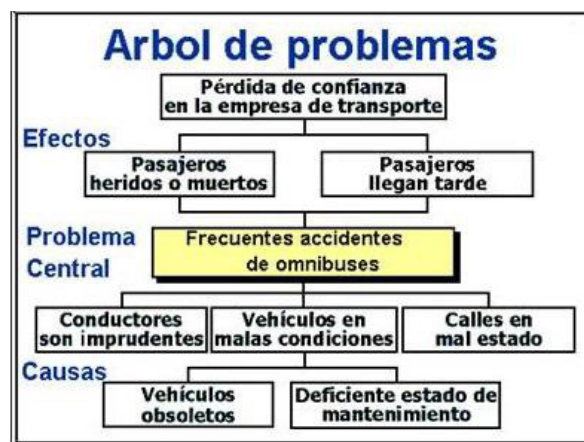 Arbol de problemas
Pérdida de confianza
en la empresa de transporte
Efectos
Pasajeros
heridos o muertos
Pasajeros
llegan tarde
Problema
Central
Frecuentes accidentes
de omnibuses
Conductores
son imprudentes
Vehículos en
malas condiciones
Calles en
mal estado
Causas
Vehículos
obsoletos
Deficiente estado de
mantenimiento